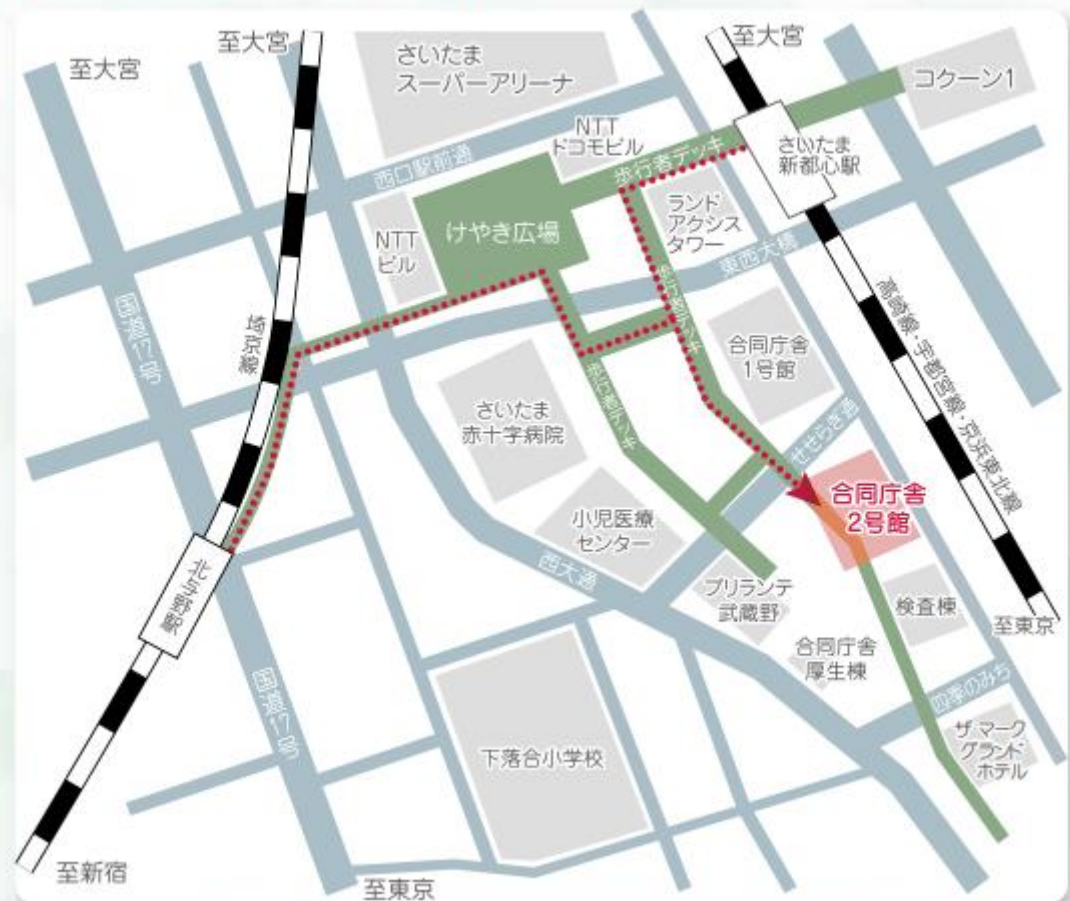 至大宮
至大宮
さいたま
スーパーアリーナ
至大宮
コクーン1
NTT
ドコモビル
さいたま
新都心駅
歩行者デッキ
西口駅前通
ランド
アクシス
タワー
NTT
ビル
けやき広場
東西大橋
国道17号
埼京線
歩行者デッキ
高崎線・宇都宮線・京浜東北線
合同庁舎
1号館
さいたま
赤十字病院
歩行者デッキ
せせらぎ通
合同庁舎
2号館
小児医療
センター
北与野駅
西大通
ブリランテ
武蔵野
検査棟
至東京
合同庁舎
厚生棟
国道17号
四季のみち
下落合小学校
ザ マーク
グランド
ホテル
至新宿
至東京